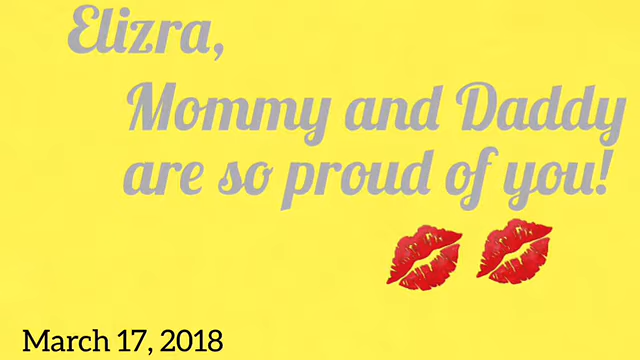 Elizra,
Mommy and Daddy
are so proud of you!
March 17, 2018